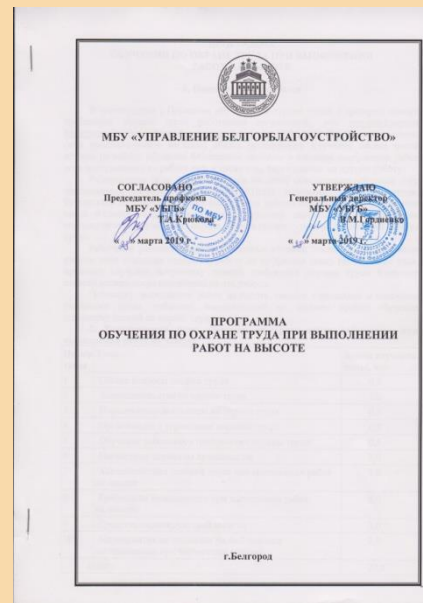 МБУ «УПРАВЛЕНИЕ БЕЛГОРБЛАГОУСТРОЙСТВО»
СОГЛАСОВАНО
Председатель профкома
МБУ «УБГБ»
Т.А.Крюкова
« » марта 2019 г.
УТВЕРЖДАЮ
Генеральный директор
МБУ «УБГБ»
В.М.Гордиенко
« » марта 2019 г.
ПРОГРАММА
ОБУЧЕНИЯ ПО ОХРАНЕ ТРУДА ПРИ ВЫПОЛНЕНИИ
РАБОТ НА ВЫСОТЕ
г.Белгород